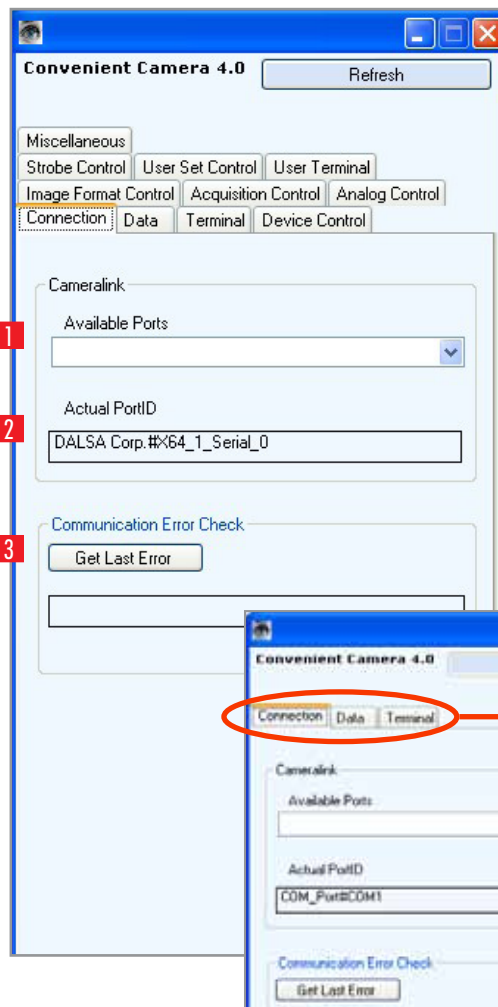 Convenient Camera 4.0 Refresh
Miscellaneous
Strobe Control User Set Control User Terminal
Image Format Control Acquisition Control Analog Control
Connection Data Terminal Device Control
Cameralink
1 Available Ports
Actual PortID
2 DALSA Corp.#X64_1_Serial_0
Communication Error Check
3 Get Last Error
Convenient Camera 4.0
Connection Data Terminal
Cameralink
Available Ports
Actual PortID
COM_Port#COM1
Communication Error Check
Get Last Error